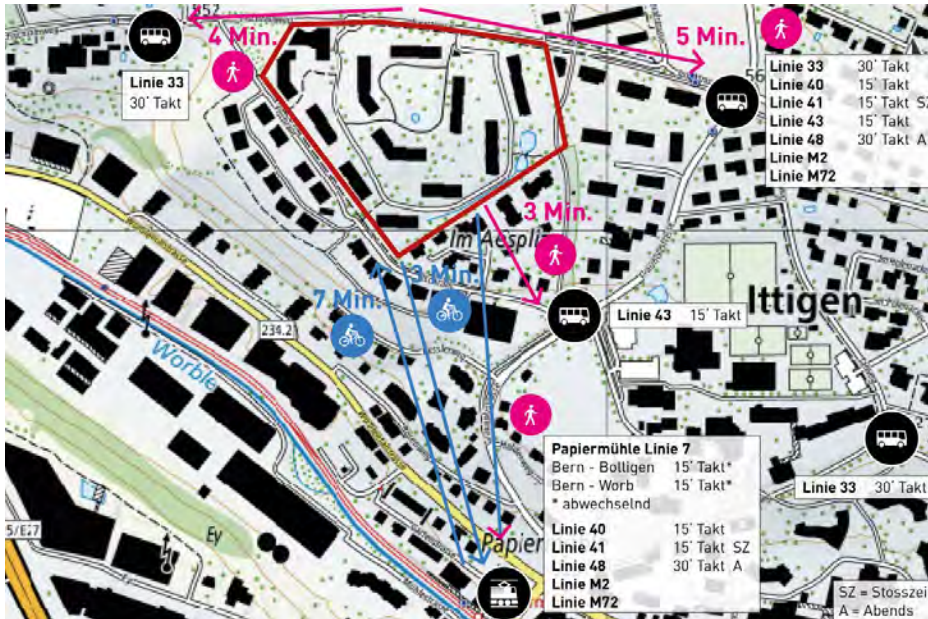 557
4 Min.
5 Min.
Linie 33
30' Takt
56
Linie 33 30' Takt
Linie 40 15' Takt
Linie 41 15' Takt SZ
Linie 43 15' Takt
Linie 48 30' Takt A
Linie M2
Linie M72
3 Min.
Im Aespli
3 Min.
7 Min.
Linie 43 15' Takt
Ittigen
234.2
Worble
Papiermühle Linie 7
Bern - Bolligen 15' Takt*
Bern - Worb 15' Takt*
* abwechselnd
Linie 40 15' Takt
Linie 41 15' Takt SZ
Linie 48 30' Takt A
Linie M2
Linie M72
Linie 33 30' Takt
Ey
Papier
SZ = Stosszei
A = Abends